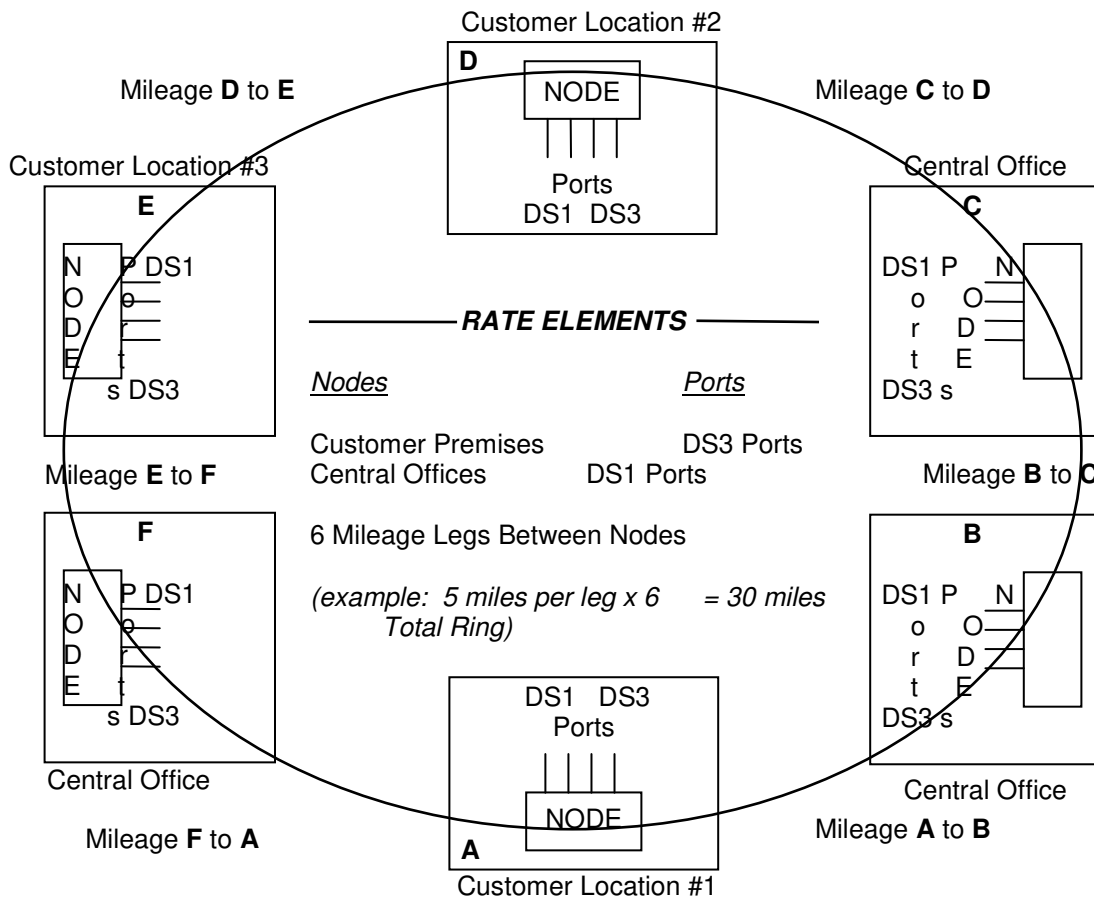 Customer Location #2
D
Mileage D to E
NODE
Mileage C to D
Ports
DS1 DS3
Customer Location #3
E
N P DS1
O o
D r
E t
s DS3
Central Office
C
DS1 P N
o O
r D
t E
DS3 s
RATE ELEMENTS
Nodes Ports
Customer Premises DS3 Ports
Central Offices DS1 Ports
Mileage E to F
Mileage B to C
6 Mileage Legs Between Nodes
(example: 5 miles per leg x 6 = 30 miles
Total Ring)
F
N P DS1
O o
D r
E t
s DS3
Central Office
B
DS1 P N
o O
r D
t E
DS3 s
Central Office
DS1 DS3
Ports
NODE
A
Mileage F to A
Mileage A to B
Customer Location #1